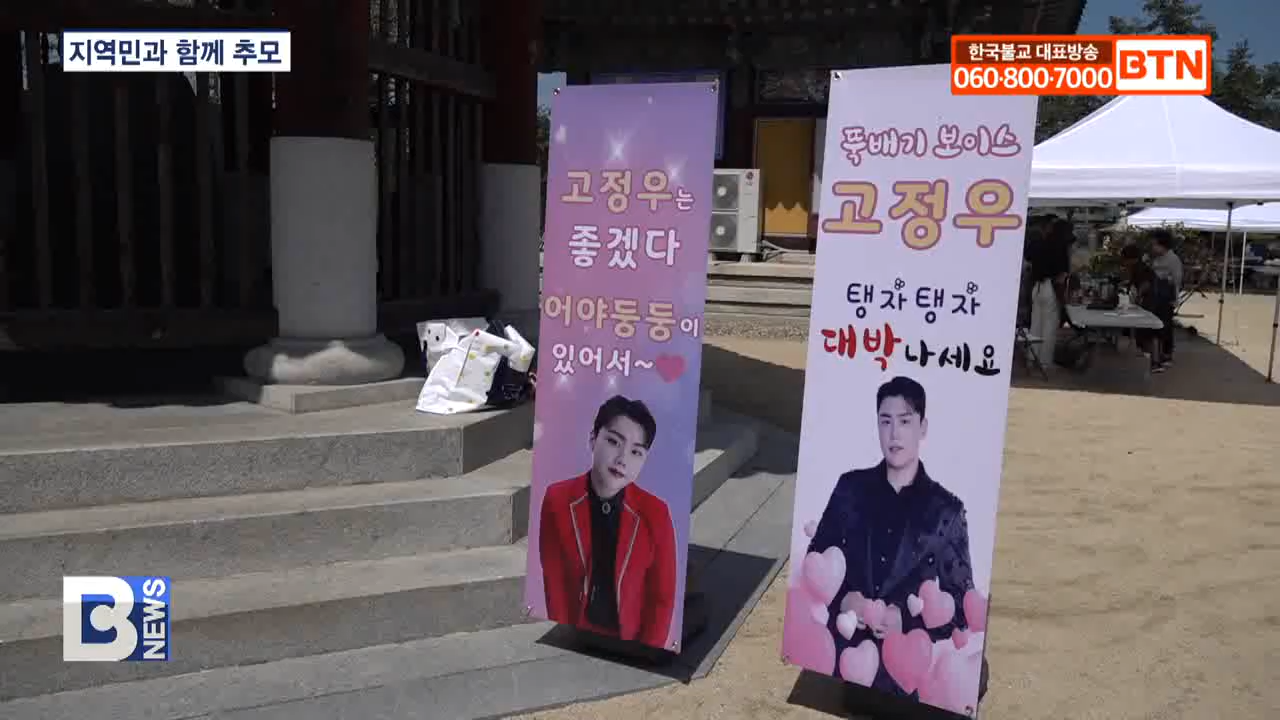 지역민과 함께 추모
한국불교 대표방송
060·800·7000
BTN
고정우는
좋겠다
어야둥둥이
있어서~
뚝배기 보이스
고정우
탱자탱자
대박나세요
B NEWS